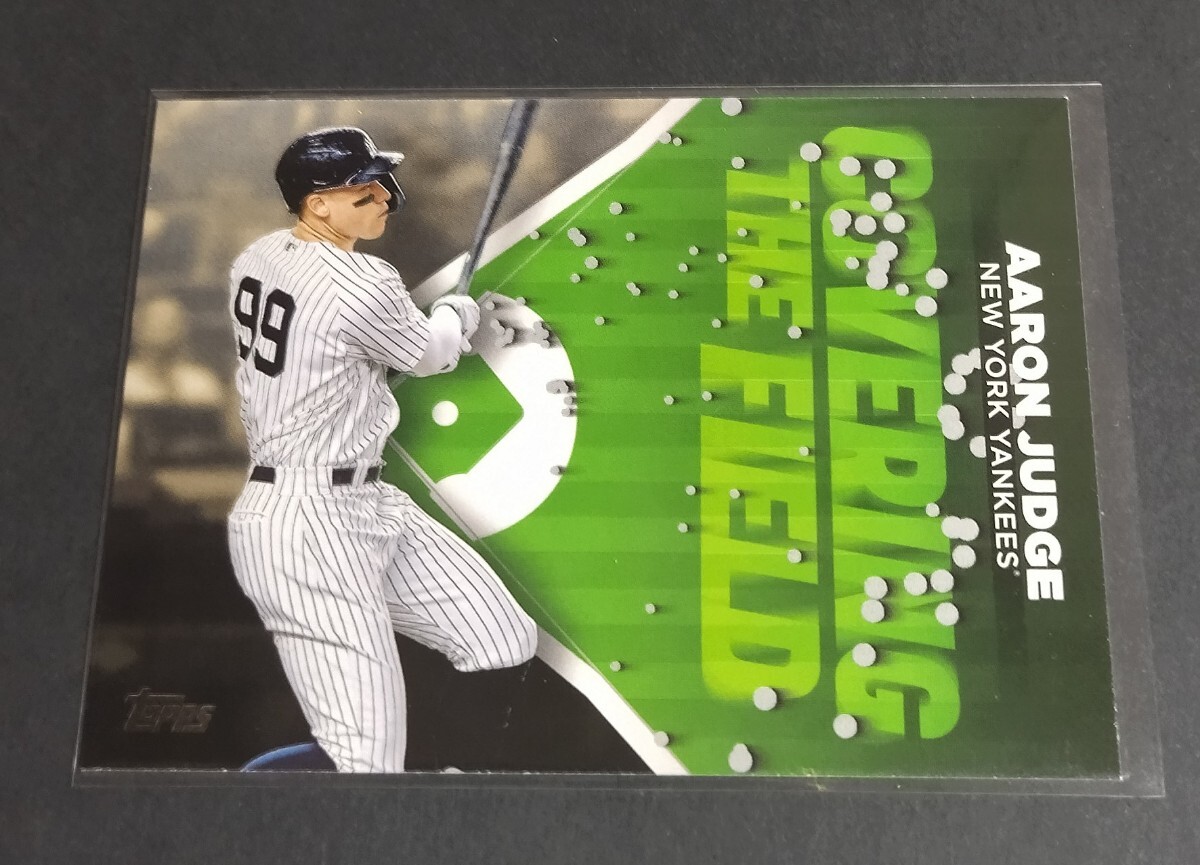 AARON JUDGE
NEW YORK YANKEES
COVERING
THE FIELD
99
TOPPS